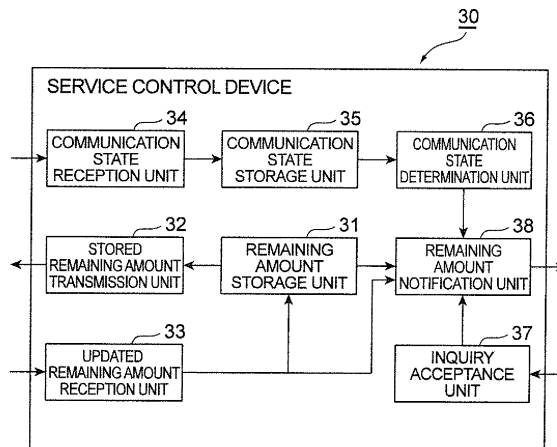 30
SERVICE CONTROL DEVICE
34
COMMUNICATION
STATE
RECEPTION UNIT
35
COMMUNICATION
STATE
STORAGE UNIT
36
COMMUNICATION
STATE
DETERMINATION UNIT
32
STORED
REMAINING AMOUNT
TRANSMISSION UNIT
31
REMAINING
AMOUNT
STORAGE UNIT
38
REMAINING
AMOUNT
NOTIFICATION UNIT
33
UPDATED
REMAINING AMOUNT
RECEPTION UNIT
37
INQUIRY
ACCEPTANCE
UNIT